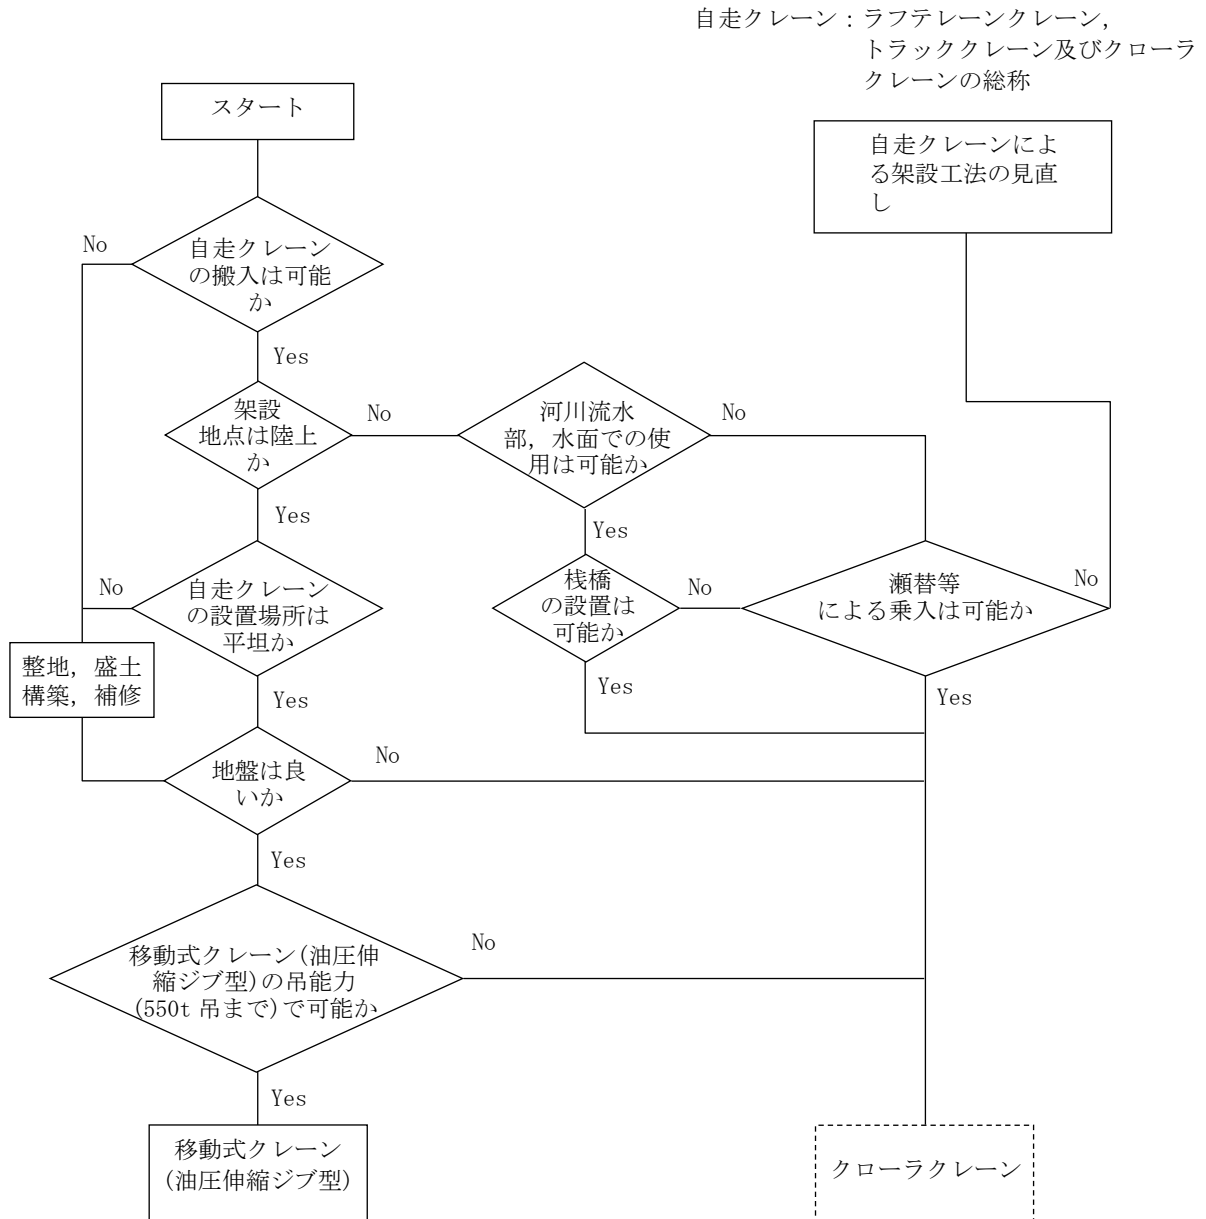 自走クレーン：ラフテレーンクレーン，
トラッククレーン及びクローラ
クレーンの総称
スタート
自走クレーンによ
る架設工法の見直
し
No
自走クレーン
の搬入は可能
か
Yes
架設
地点は陸上
か
No
河川流水
部，水面での使
用は可能か
No
Yes
Yes
No
自走クレーン
の設置場所は
平坦か
桟橋
の設置は
可能か
No
瀬替等
による乗入は可能か
No
整地，盛土
構築，補修
Yes
Yes
Yes
地盤は良
いか
No
Yes
移動式クレーン(油圧伸
縮ジブ型)の吊能力
(550t 吊まで)で可能か
No
Yes
移動式クレーン
(油圧伸縮ジブ型)
クローラクレーン